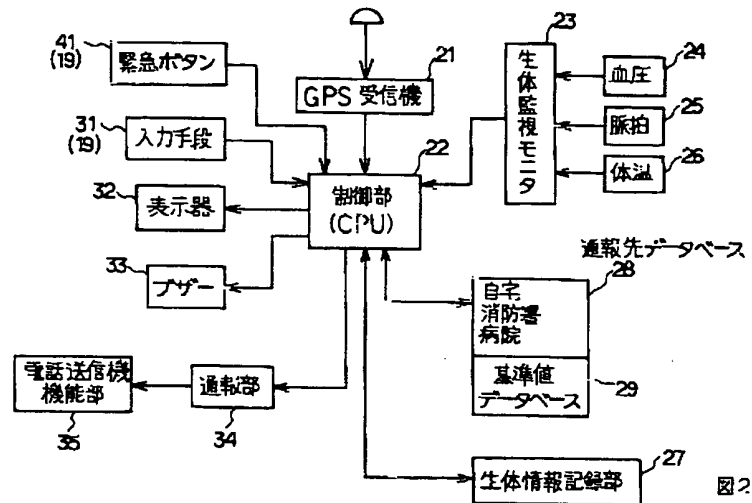 41
(19)
緊急ボタン
21
GPS 受信機
23
生体監視モニタ
24
血圧
25
脈拍
26
体温
31
(19)
入力手段
22
制御部
(CPU)
32
表示器
33
ブザー
通報先データベース
28
自宅
消防署
病院
基準値
データベース
29
電話送信機
機能部
35
通報部
34
27
生体情報記録部
図2